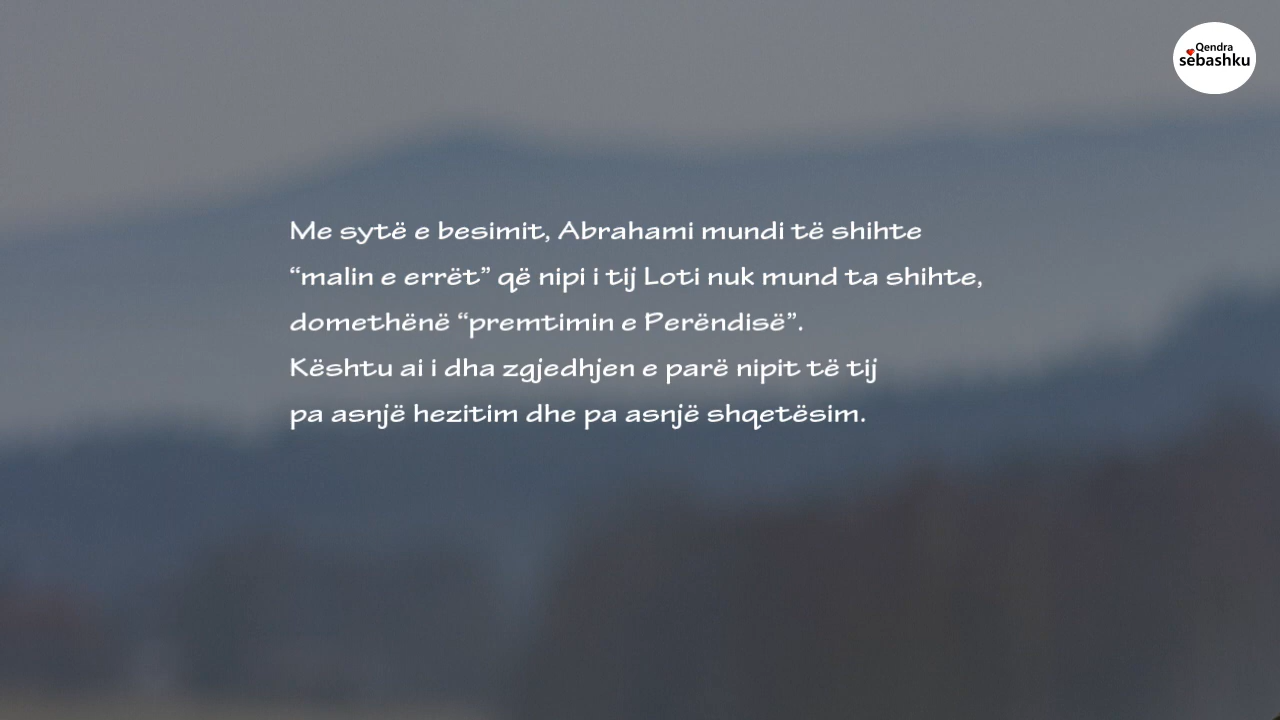 Qendra
sëbashku
Me sytë e besimit, Abrahami mundi të shihte
“malin e errët” që nipi i tij Loti nuk mund ta shihte,
domethënë “premtimin e Perëndisë”.
Kështu ai i dha zgjedhjen e parë nipit të tij
pa asnjë hezitim dhe pa asnjë shqetësim.